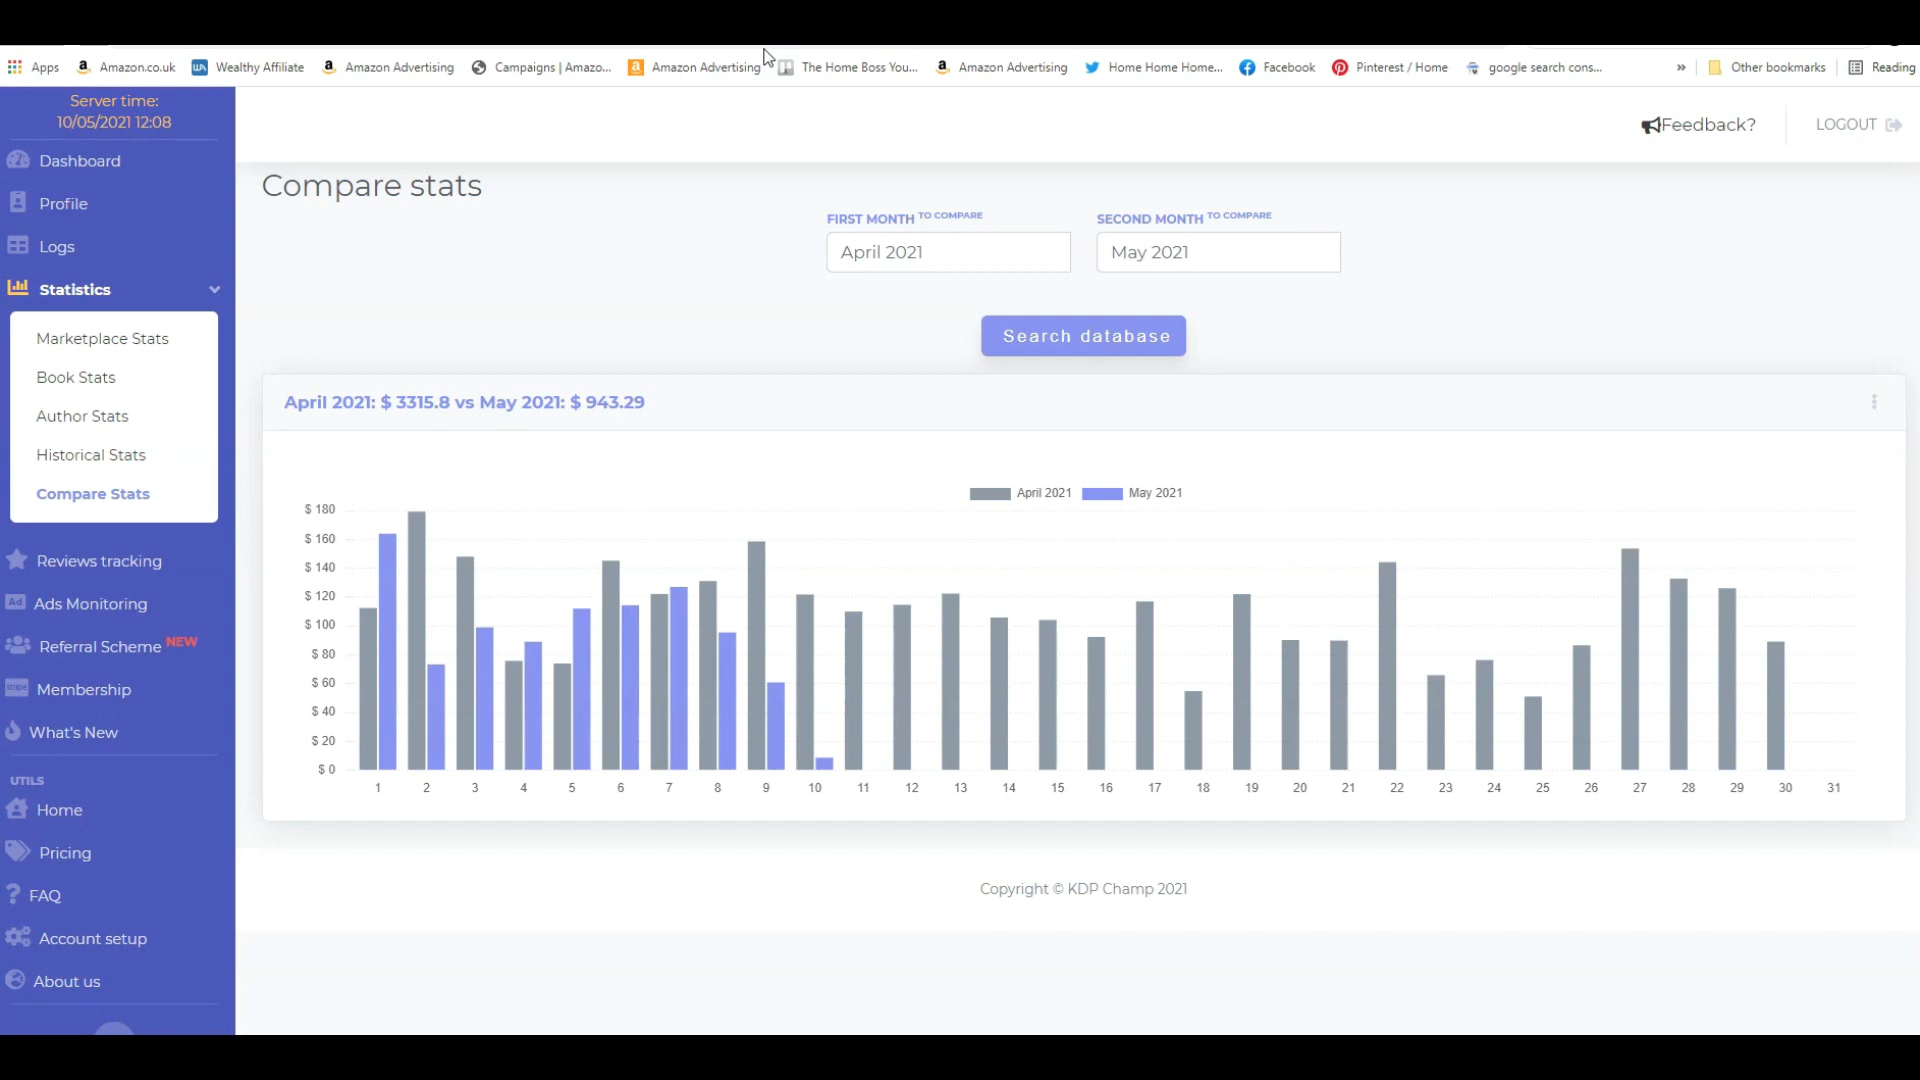 Apps Amazon.co.uk Wealthy Affiliate Amazon Advertising Campaigns | Amazo... Amazon Advertising The Home Boss You... Amazon Advertising Home Home Home... Facebook Pinterest / Home google search cons... » Other bookmarks Reading
Server time:
10/05/2021 12:08
Dashboard
Profile
Logs
Statistics
Marketplace Stats
Book Stats
Author Stats
Historical Stats
Compare Stats
Reviews tracking
Ad Ads Monitoring
Referral Scheme NEW
stripe Membership
What's New
UTILS
Home
Pricing
? FAQ
Account setup
About us
Feedback? LOGOUT
Compare stats
FIRST MONTH TO COMPARE SECOND MONTH TO COMPARE
April 2021 May 2021
Search database
April 2021: $ 3315.8 vs May 2021: $ 943.29
April 2021 May 2021
$ 180
$ 160
$ 140
$ 120
$ 100
$ 80
$ 60
$ 40
$ 20
$ 0
1 2 3 4 5 6 7 8 9 10 11 12 13 14 15 16 17 18 19 20 21 22 23 24 25 26 27 28 29 30 31
Copyright © KDP Champ 2021